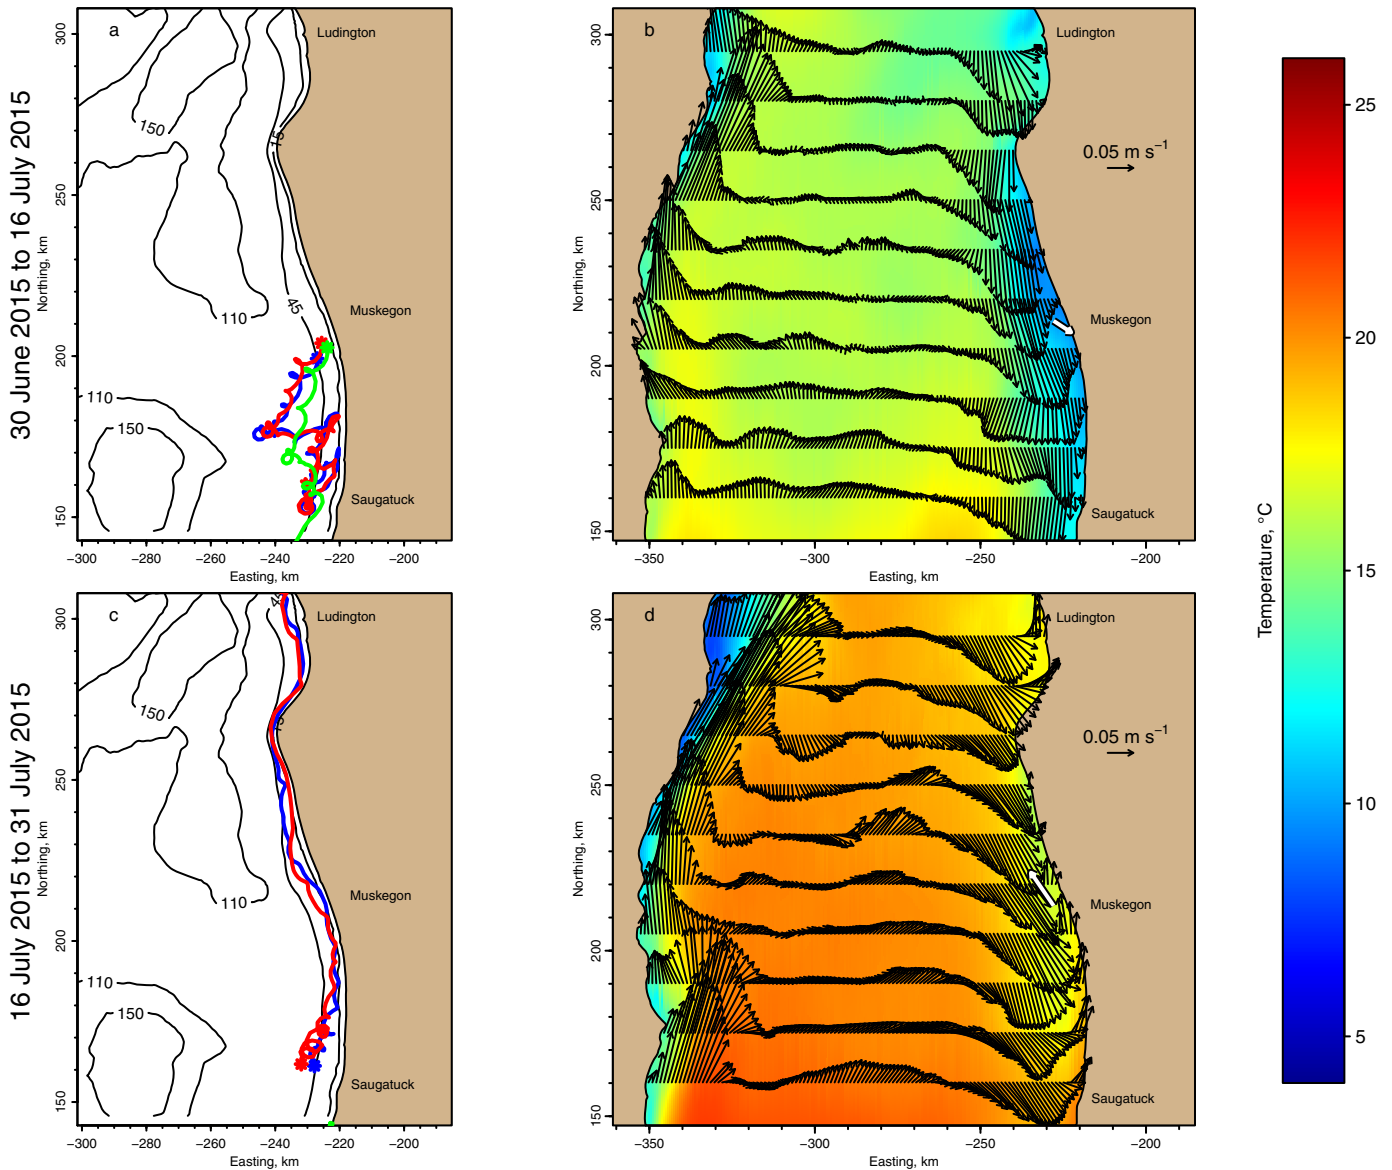 30 June 2015 to 16 July 2015
a
Ludington
Muskegon
Saugatuck
150
15
45
110
110
150
300
250
200
150
Northing, km
−300
−280
−260
−240
−220
−200
Easting, km
b
Ludington
0.05 m s−1
Muskegon
Saugatuck
300
250
200
150
Northing, km
−350
−300
−250
−200
Easting, km
16 July 2015 to 31 July 2015
c
45
Ludington
150
15
Muskegon
110
110
150
Saugatuck
300
250
200
150
Northing, km
−300
−280
−260
−240
−220
−200
Easting, km
d
Ludington
0.05 m s−1
Muskegon
Saugatuck
300
250
200
150
Northing, km
−350
−300
−250
−200
Easting, km
Temperature, °C
25
20
15
10
5